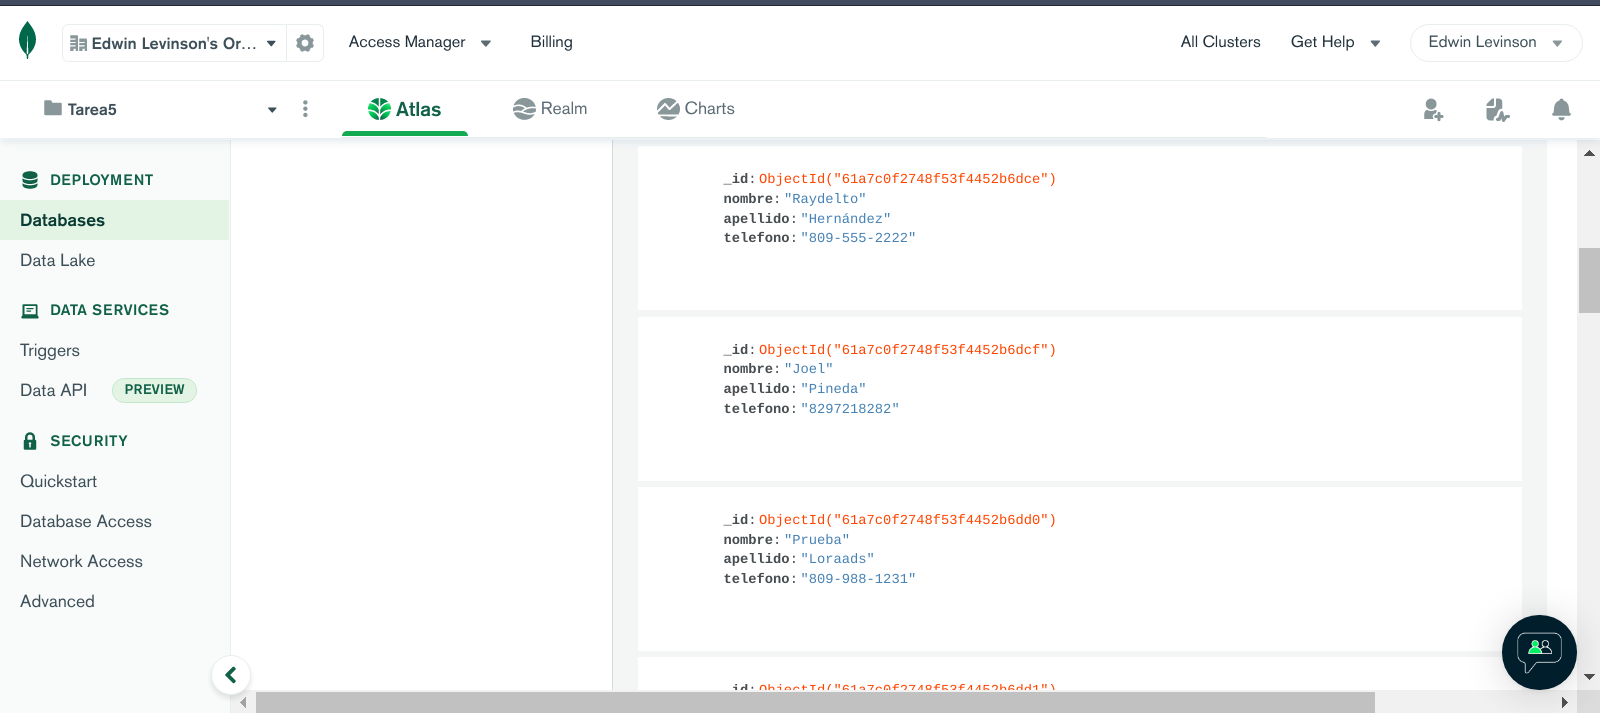 Edwin Levinson's Or...
Access Manager
Billing
All Clusters
Get Help
Edwin Levinson
Tarea5
Atlas
Realm
Charts
DEPLOYMENT
Databases
Data Lake
DATA SERVICES
Triggers
Data API
PREVIEW
SECURITY
Quickstart
Database Access
Network Access
Advanced
_id:ObjectId("61a7c0f2748f53f4452b6dce")
nombre:"Raydelto"
apellido:"Hernández"
telefono:"809-555-2222"
_id:ObjectId("61a7c0f2748f53f4452b6dcf")
nombre:"Joel"
apellido:"Pineda"
telefono:"8297218282"
_id:ObjectId("61a7c0f2748f53f4452b6dd0")
nombre:"Prueba"
apellido:"Loraads"
telefono:"809-988-1231"
_id:ObjectId("61a7c0f2748f53f4452b6dd1")